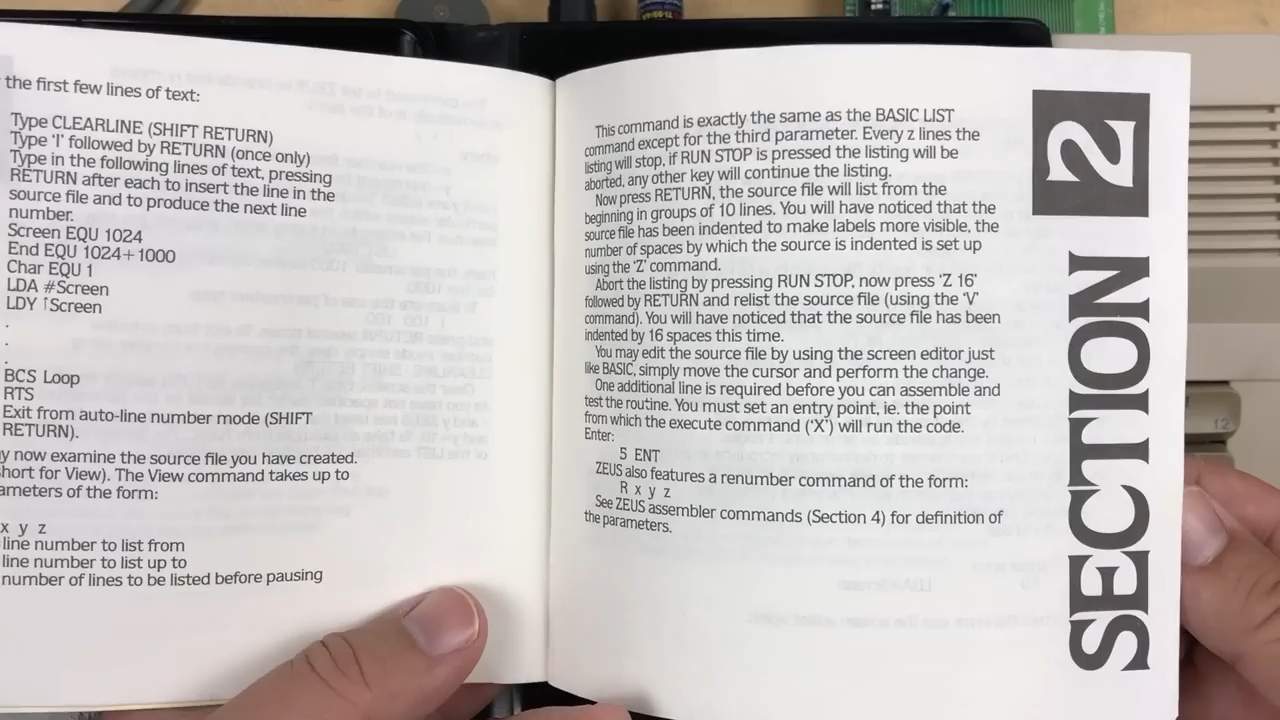 the first few lines of text:
Type CLEARLINE (SHIFT RETURN)
Type 'I' followed by RETURN (once only)
Type in the following lines of text, pressing
RETURN after each to insert the line in the
source file and to produce the next line
number.
Screen EQU 1024
End EQU 1024+1000
Char EQU 1
LDA #Screen
LDY ↑Screen
.
.
.
BCS Loop
RTS
Exit from auto-line number mode (SHIFT
RETURN).
y now examine the source file you have created.
hort for View). The View command takes up to
ameters of the form:
x y z
line number to list from
line number to list up to
number of lines to be listed before pausing
This command is exactly the same as the BASIC LIST
command except for the third parameter. Every z lines the
listing will stop, if RUN STOP is pressed the listing will be
aborted, any other key will continue the listing.
Now press RETURN, the source file will list from the
beginning in groups of 10 lines. You will have noticed that the
source file has been indented to make labels more visible, the
number of spaces by which the source is indented is set up
using the 'Z' command.
Abort the listing by pressing RUN STOP, now press 'Z 16'
followed by RETURN and relist the source file (using the 'V'
command). You will have noticed that the source file has been
indented by 16 spaces this time.
You may edit the source file by using the screen editor just
like BASIC, simply move the cursor and perform the change.
One additional line is required before you can assemble and
test the routine. You must set an entry point, ie. the point
from which the execute command ('X') will run the code.
Enter:
5 ENT
ZEUS also features a renumber command of the form:
R x y z
See ZEUS assembler commands (Section 4) for definition of
the parameters.
SECTION 2